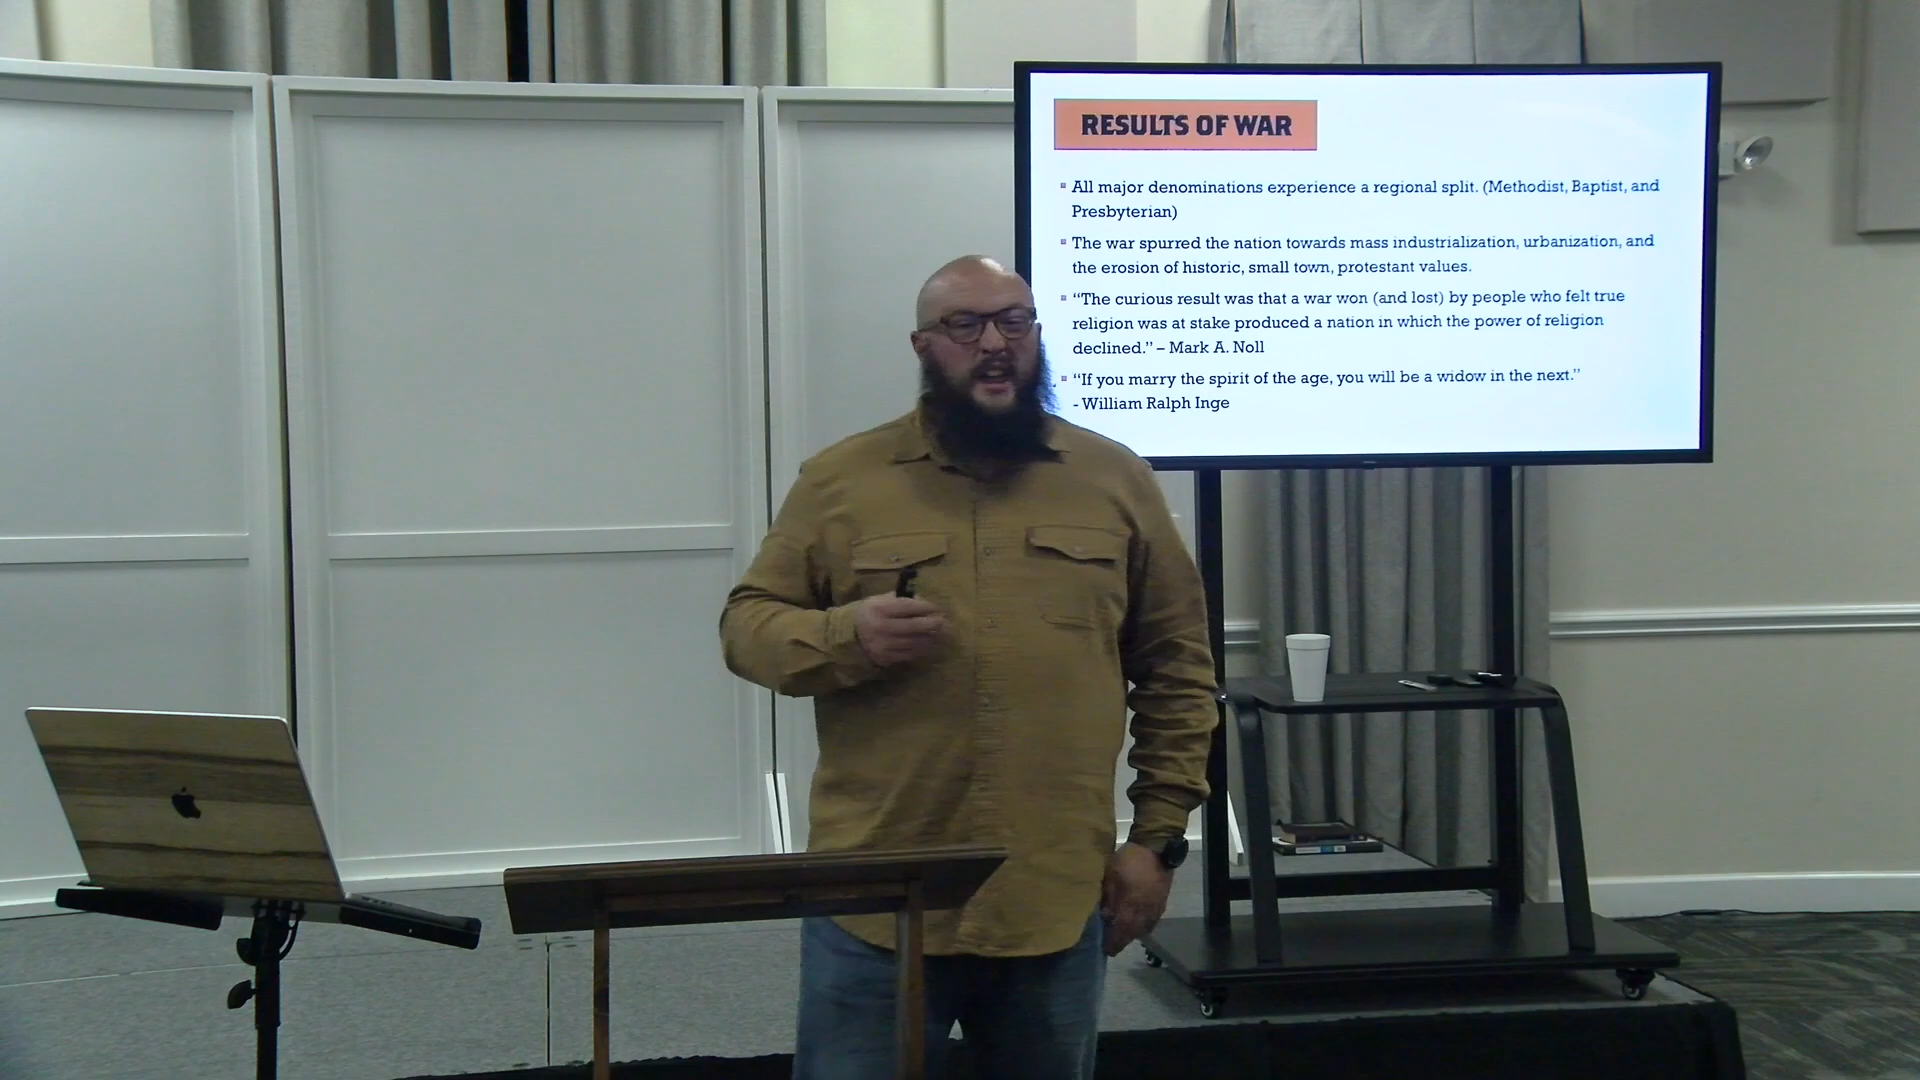 RESULTS OF WAR
▪ All major denominations experience a regional split. (Methodist, Baptist, and
Presbyterian)
▪ The war spurred the nation towards mass industrialization, urbanization, and
the erosion of historic, small town, protestant values.
▪ “The curious result was that a war won (and lost) by people who felt true
religion was at stake produced a nation in which the power of religion
declined.” – Mark A. Noll
▪ “If you marry the spirit of the age, you will be a widow in the next.”
- William Ralph Inge